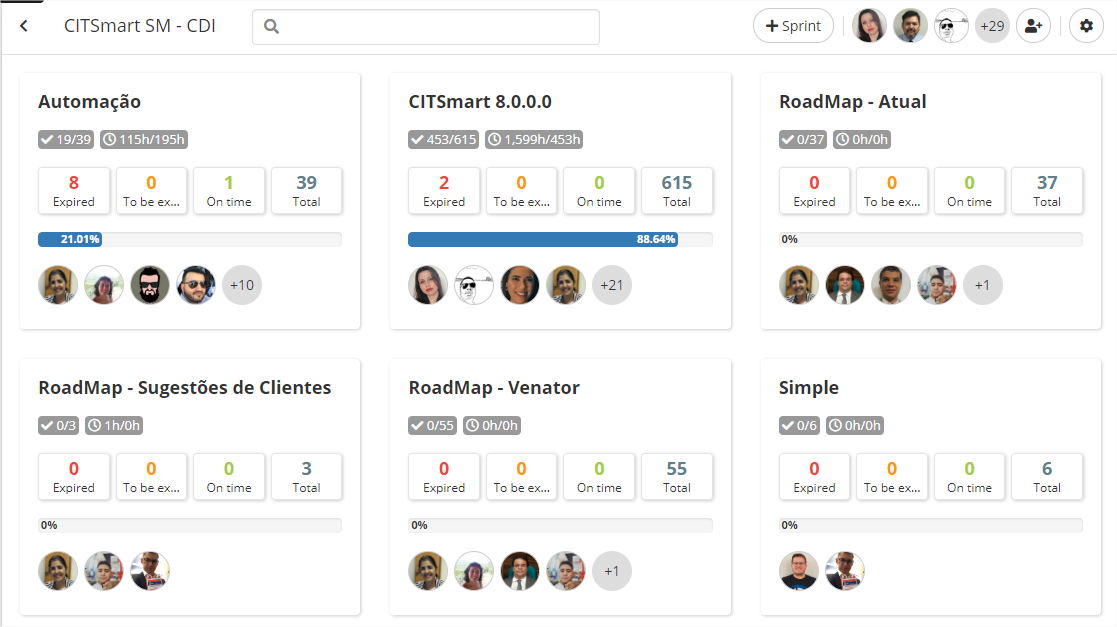 CITSmart SM - CDI
Sprint
+29
Automação
19/39 115h/195h
8 0 1 39
Expired To be ex... On time Total
21.01%
+10
CITSmart 8.0.0.0
453/615 1,599h/453h
2 0 0 615
Expired To be ex... On time Total
88.64%
+21
RoadMap - Atual
0/37 0h/0h
0 0 0 37
Expired To be ex... On time Total
0%
+1
RoadMap - Sugestões de Clientes
0/3 1h/0h
0 0 0 3
Expired To be ex... On time Total
0%
RoadMap - Venator
0/55 0h/0h
0 0 0 55
Expired To be ex... On time Total
0%
+1
Simple
0/6 0h/0h
0 0 0 6
Expired To be ex... On time Total
0%